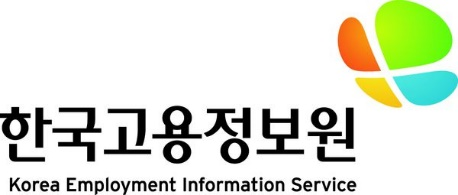 한국고용정보원
Korea Employment Information Service